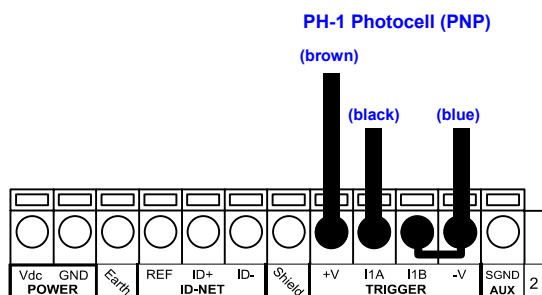 PH-1 Photocell (PNP)
(brown)
(black) (blue)
Vdc GND Earth REF ID+ ID- Shield +V I1A I1B -V SGND 2
POWER ID-NET TRIGGER AUX